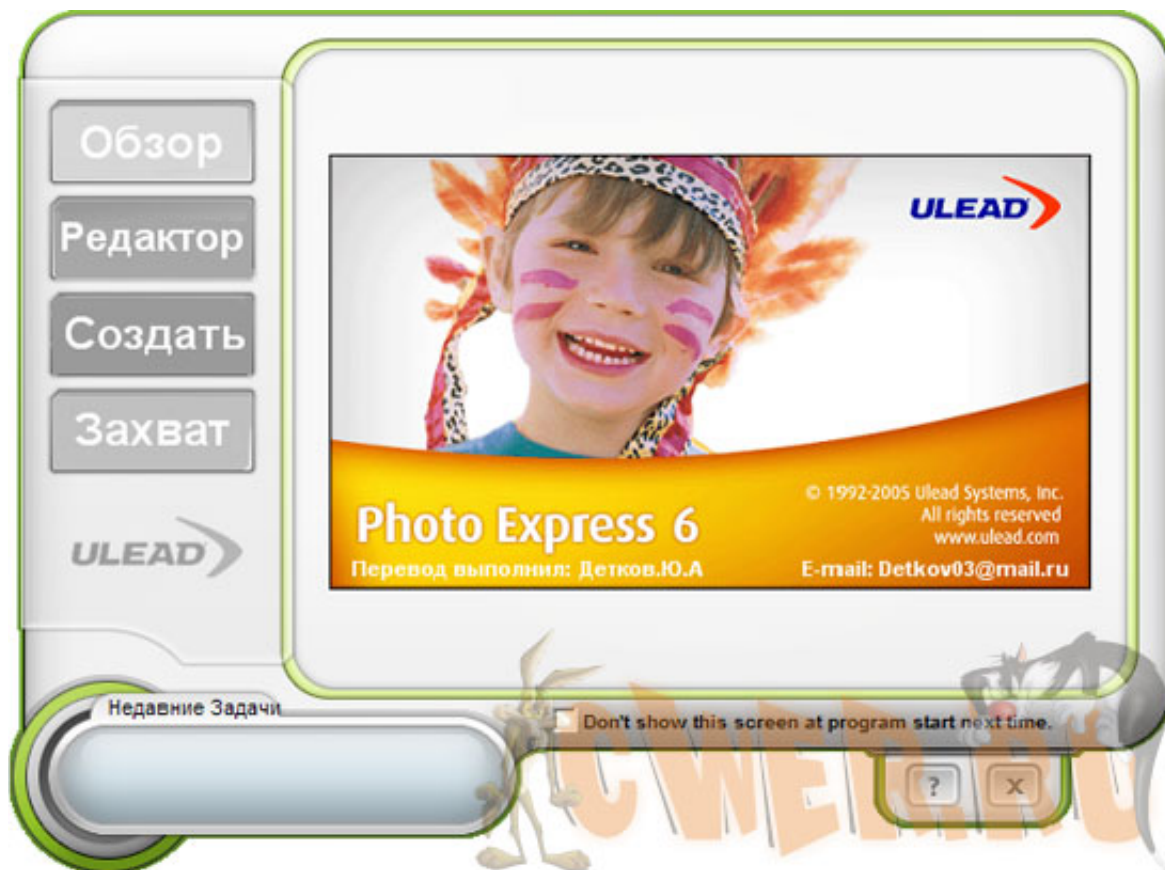 Обзор
Редактор
Создать
Захват
ULEAD
ULEAD
© 1992-2005 Ulead Systems, Inc.
All rights reserved
www.ulead.com
Photo Express 6
Перевод выполнил: Детков.Ю.А
E-mail: Detkov03@mail.ru
Недавние Задачи
Don't show this screen at program start next time.
? X
CWER.RU